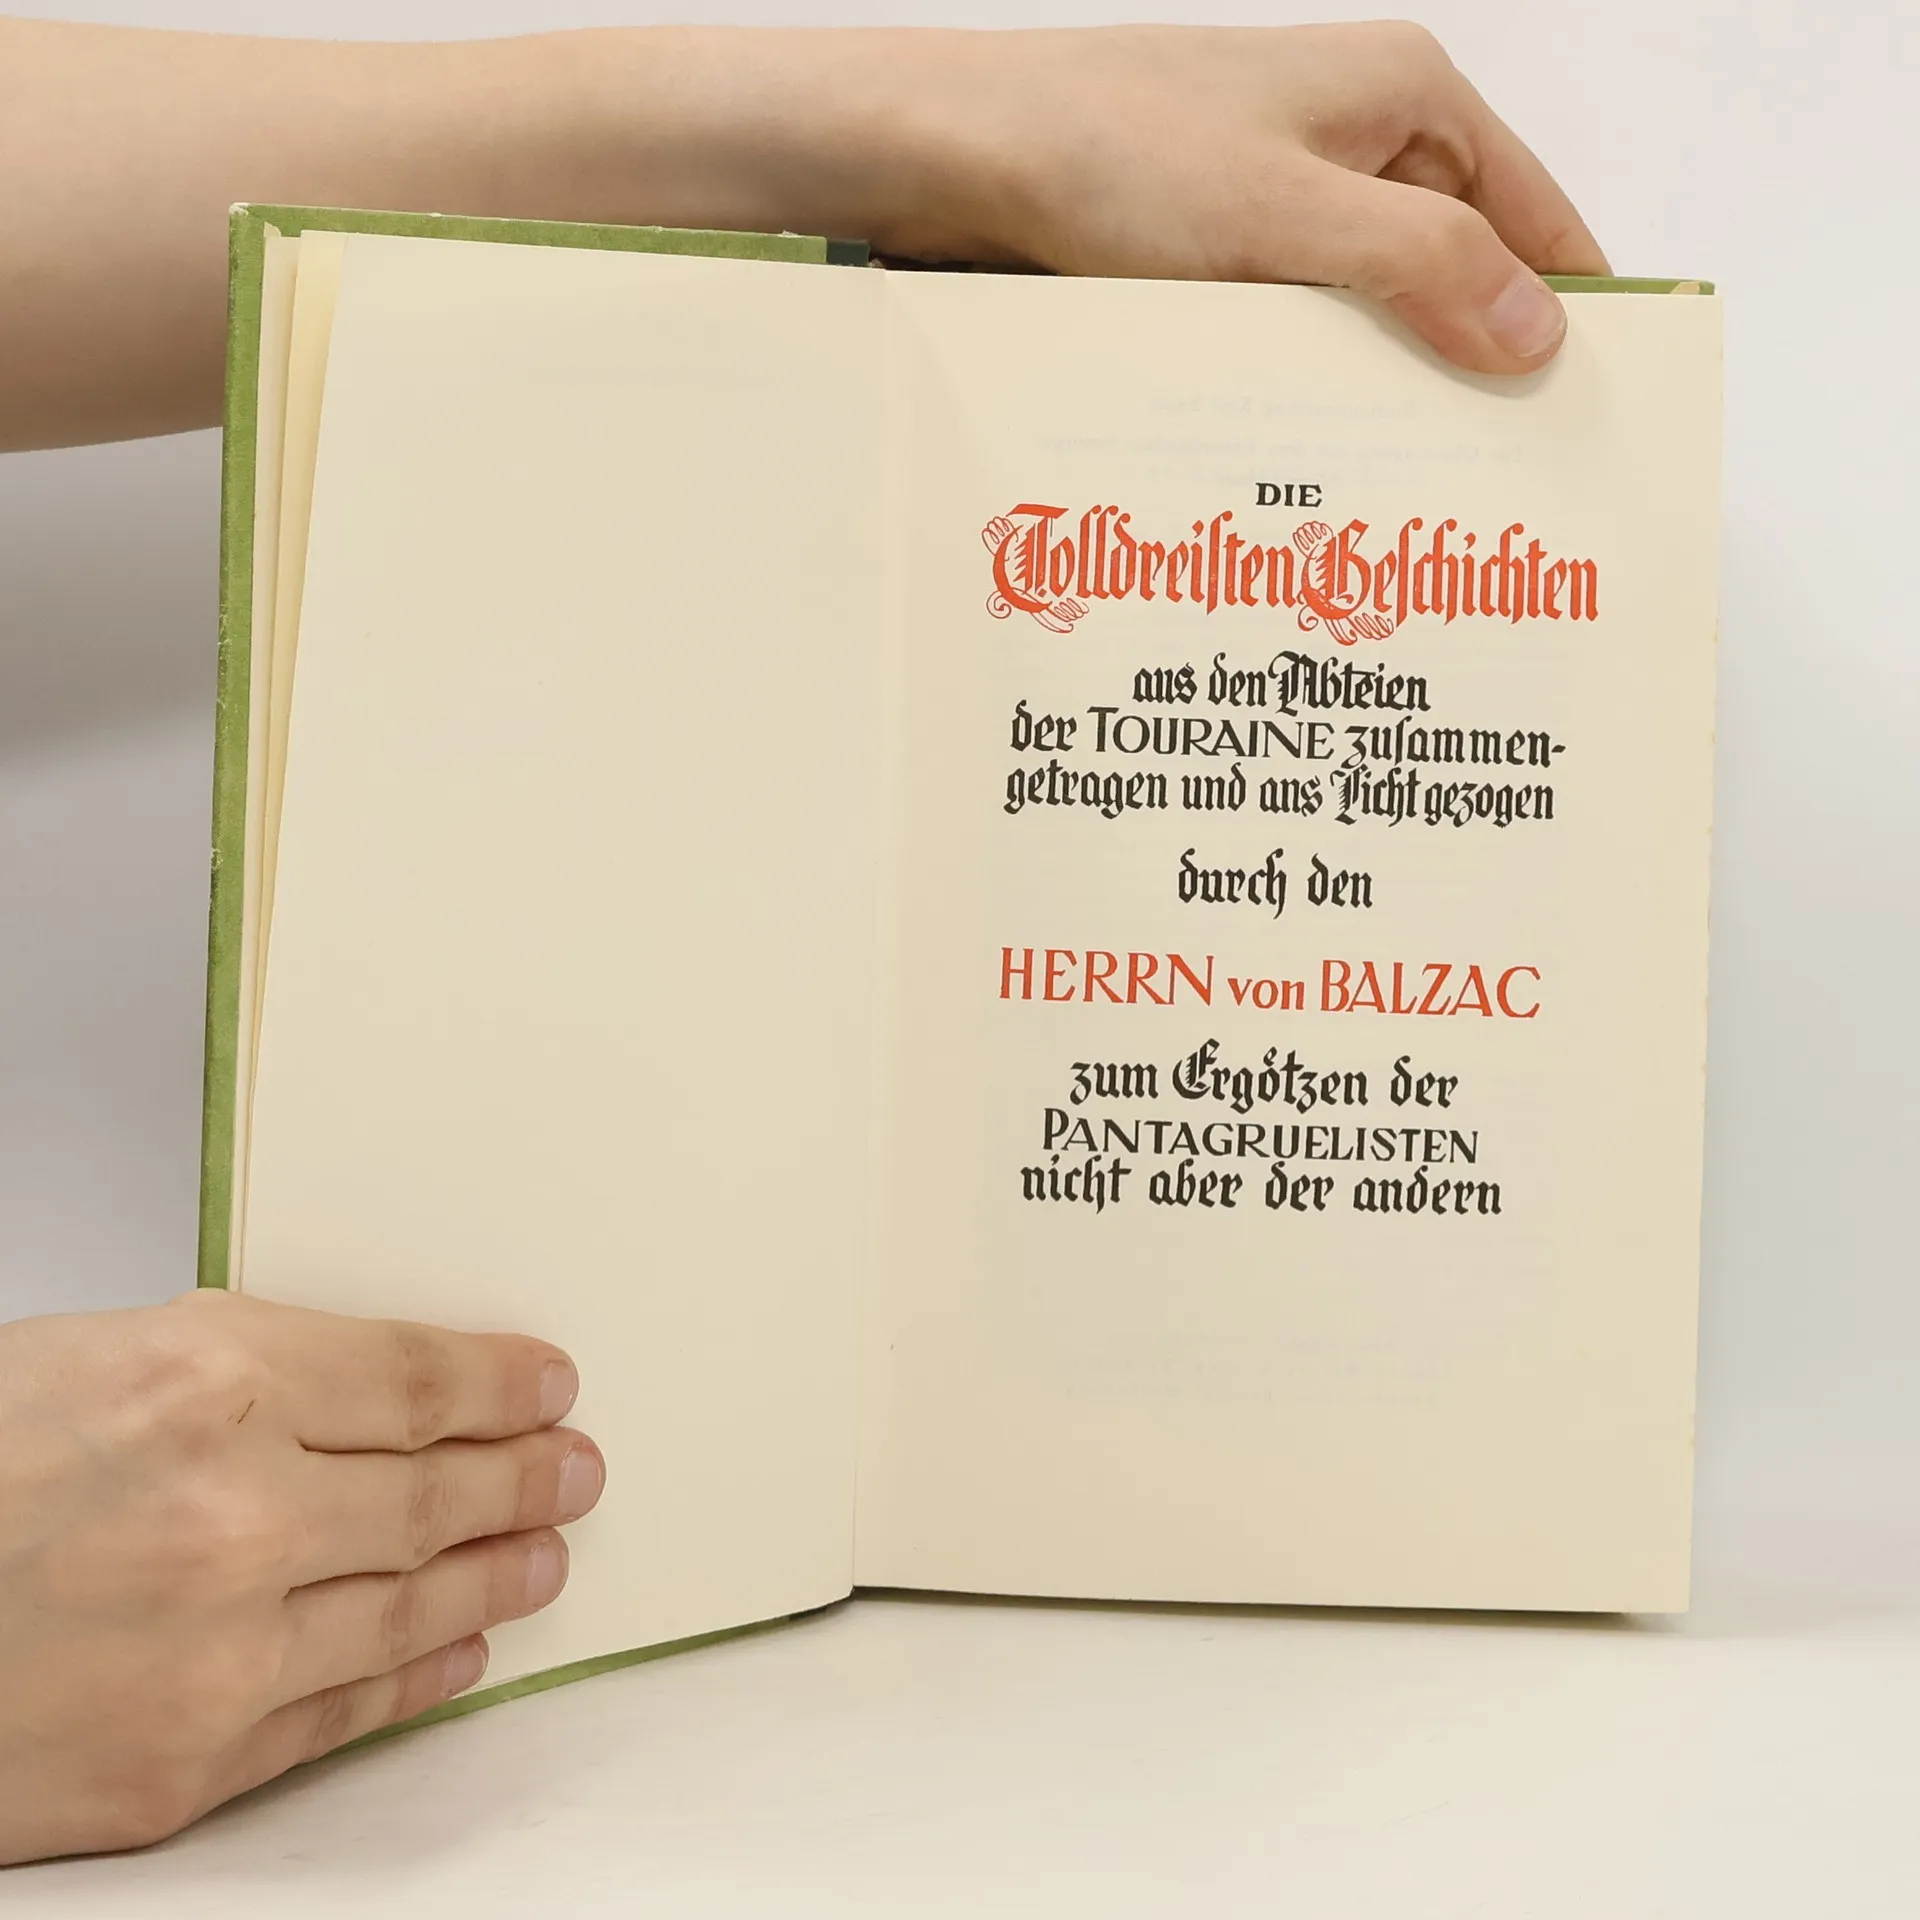 DIE
Tolldreiſten Geſchichten
aus den Abteien
der TOURAINE zuſammen-
getragen und ans Licht gezogen
durch den
HERRN von BALZAC
zum Ergötzen der
PANTAGRUELISTEN
nicht aber der andern